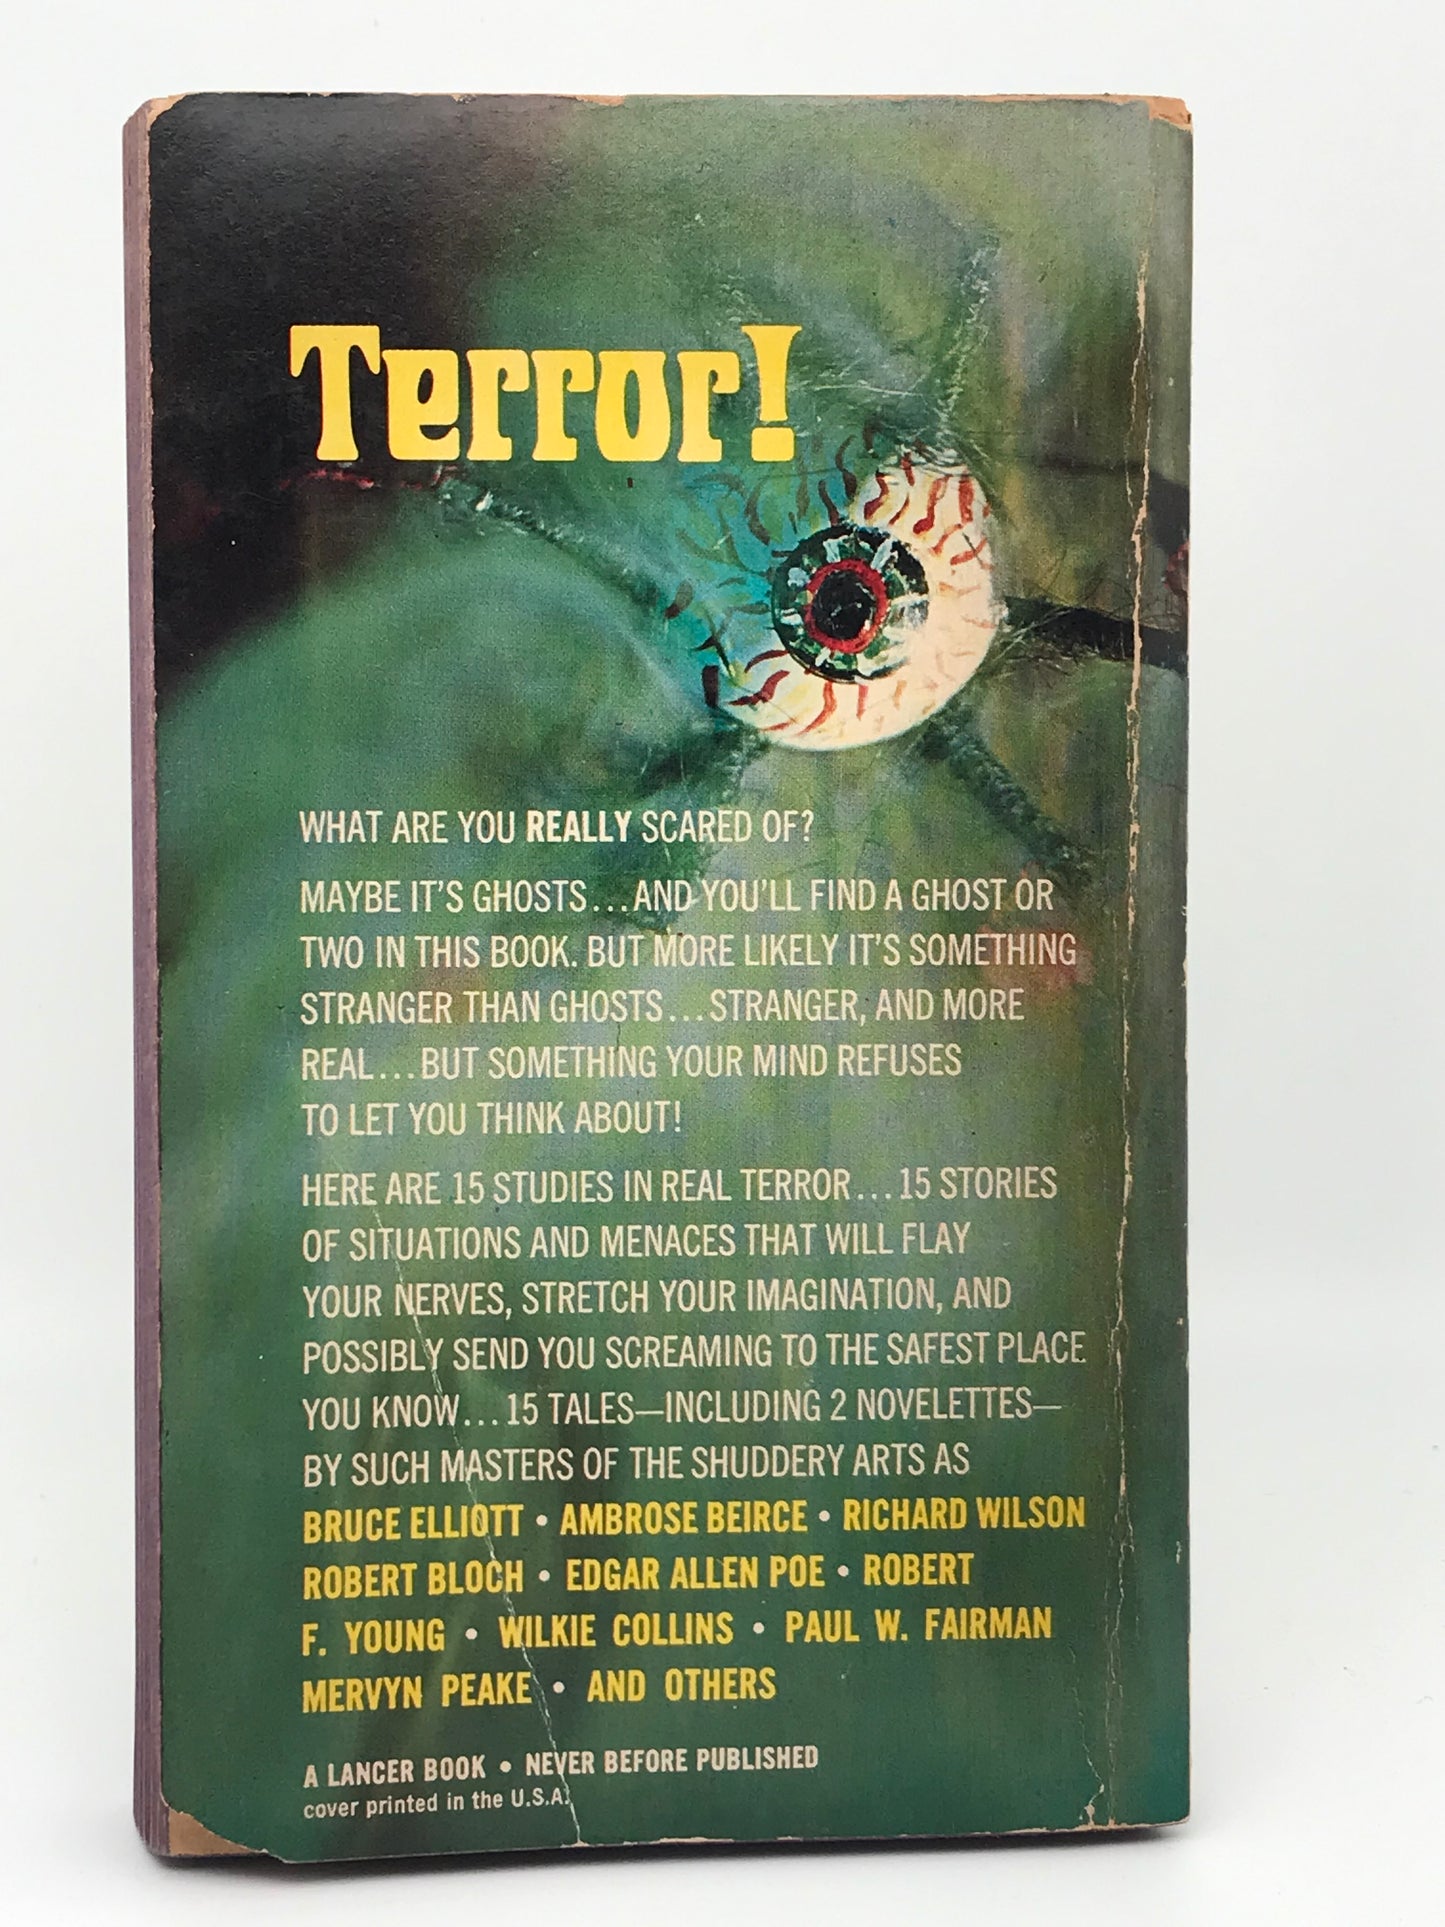 Terror!
WHAT ARE YOU REALLY SCARED OF?
MAYBE IT'S GHOSTS...AND YOU'LL FIND A GHOST OR
TWO IN THIS BOOK. BUT MORE LIKELY IT'S SOMETHING
STRANGER THAN GHOSTS...STRANGER, AND MORE
REAL...BUT SOMETHING YOUR MIND REFUSES
TO LET YOU THINK ABOUT!
HERE ARE 15 STUDIES IN REAL TERROR...15 STORIES
OF SITUATIONS AND MENACES THAT WILL FLAY
YOUR NERVES, STRETCH YOUR IMAGINATION, AND
POSSIBLY SEND YOU SCREAMING TO THE SAFEST PLACE
YOU KNOW...15 TALES—INCLUDING 2 NOVELETTES—
BY SUCH MASTERS OF THE SHUDDERY ARTS AS
BRUCE ELLIOTT • AMBROSE BEIRCE • RICHARD WILSON
ROBERT BLOCH • EDGAR ALLEN POE • ROBERT
F. YOUNG • WILKIE COLLINS • PAUL W. FAIRMAN
MERVYN PEAKE • AND OTHERS
A LANCER BOOK • NEVER BEFORE PUBLISHED
cover printed in the U.S.A.